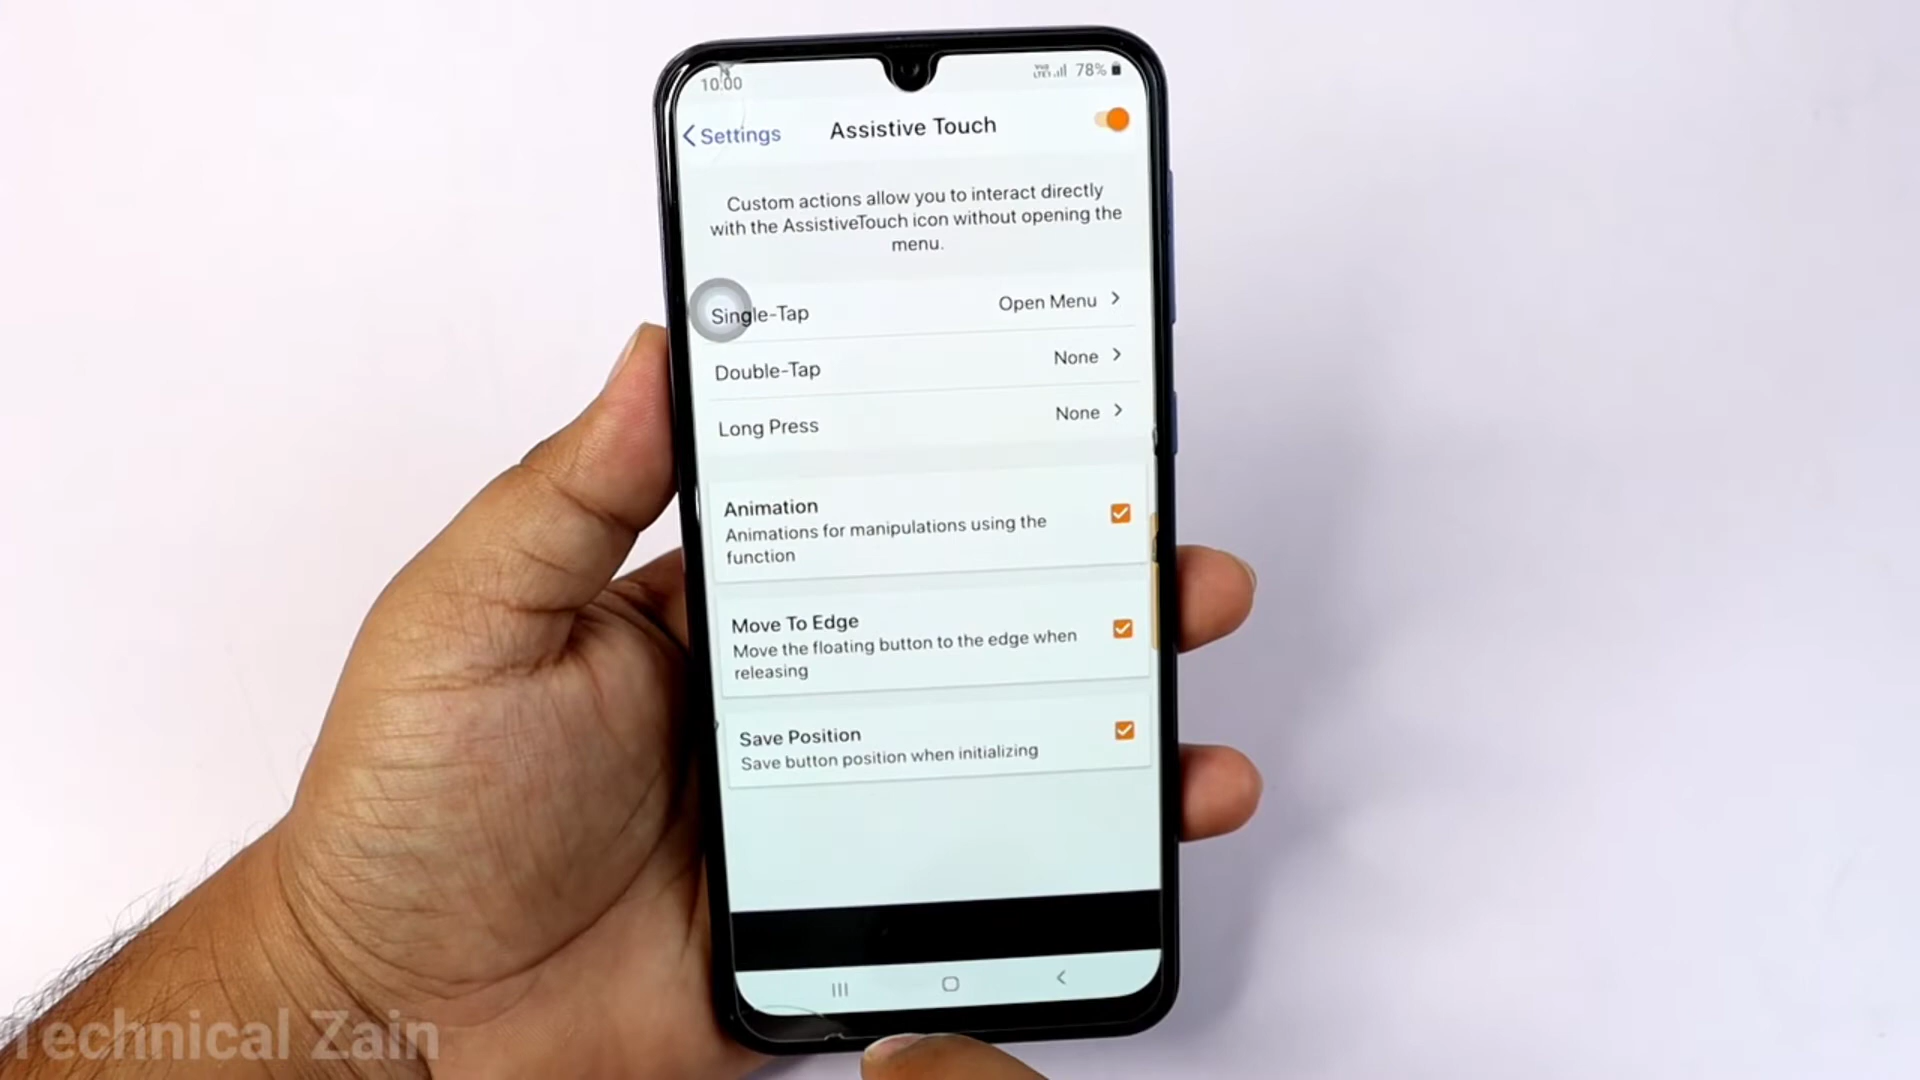 10:00
78%
Settings
Assistive Touch
Custom actions allow you to interact directly
with the AssistiveTouch icon without opening the
menu.
Single-Tap
Open Menu
Double-Tap
None
Long Press
None
Animation
Animations for manipulations using the
function
Move To Edge
Move the floating button to the edge when
releasing
Save Position
Save button position when initializing
Technical Zain